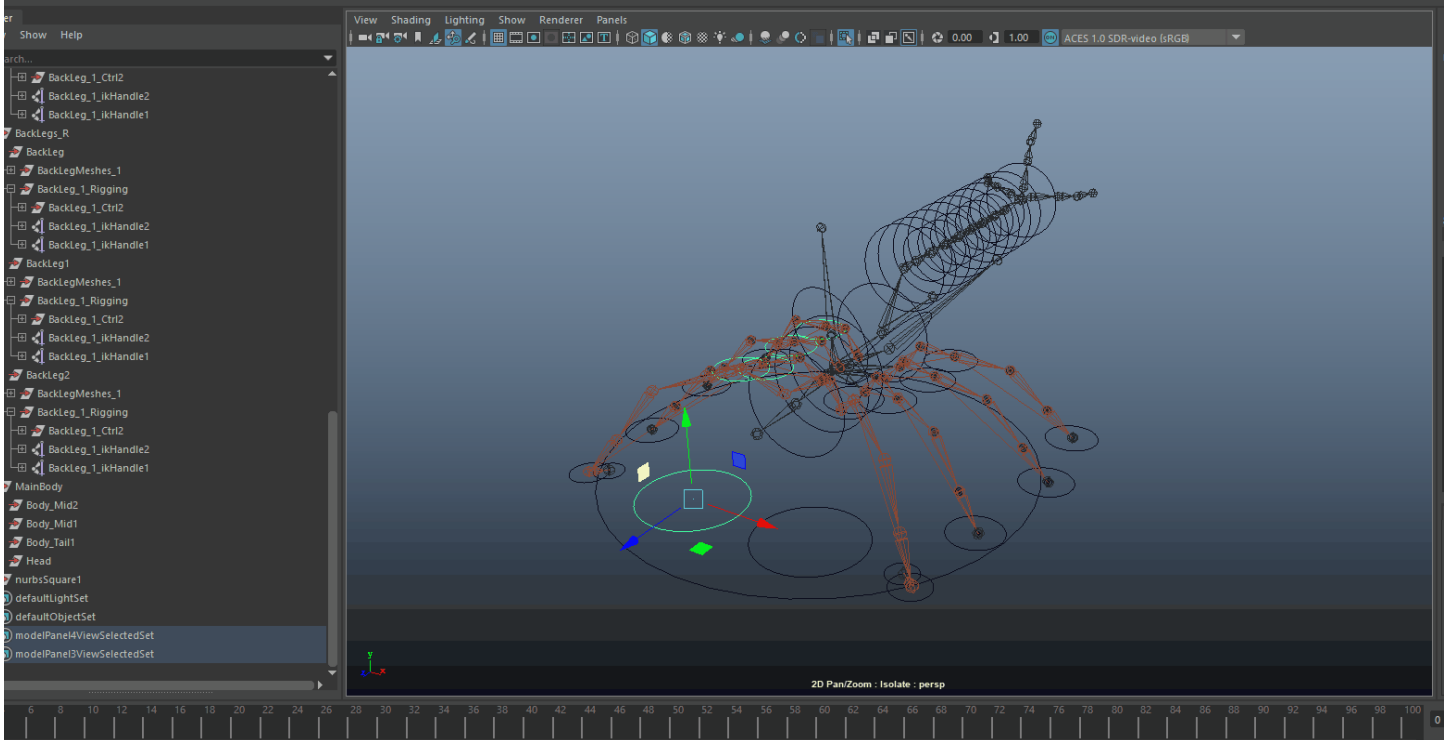 er
View Shading Lighting Show Renderer Panels
Show Help
0.00 1.00 ACES 1.0 SDR-video (sRGB)
arch...
BackLeg_1_Ctrl2
BackLeg_1_ikHandle2
BackLeg_1_ikHandle1
BackLegs_R
BackLeg
BackLegMeshes_1
BackLeg_1_Rigging
BackLeg_1_Ctrl2
BackLeg_1_ikHandle2
BackLeg_1_ikHandle1
BackLeg1
BackLegMeshes_1
BackLeg_1_Rigging
BackLeg_1_Ctrl2
BackLeg_1_ikHandle2
BackLeg_1_ikHandle1
BackLeg2
BackLegMeshes_1
BackLeg_1_Rigging
BackLeg_1_Ctrl2
BackLeg_1_ikHandle2
BackLeg_1_ikHandle1
MainBody
Body_Mid2
Body_Mid1
Body_Tail1
Head
nurbsSquare1
defaultLightSet
defaultObjectSet
modelPanel4ViewSelectedSet
modelPanel3ViewSelectedSet
y
x
2D Pan/Zoom : Isolate : persp
6 8 10 12 14 16 18 20 22 24 26 28 30 32 34 36 38 40 42 44 46 48 50 52 54 56 58 60 62 64 66 68 70 72 74 76 78 80 82 84 86 88 90 92 94 96 98 100 0